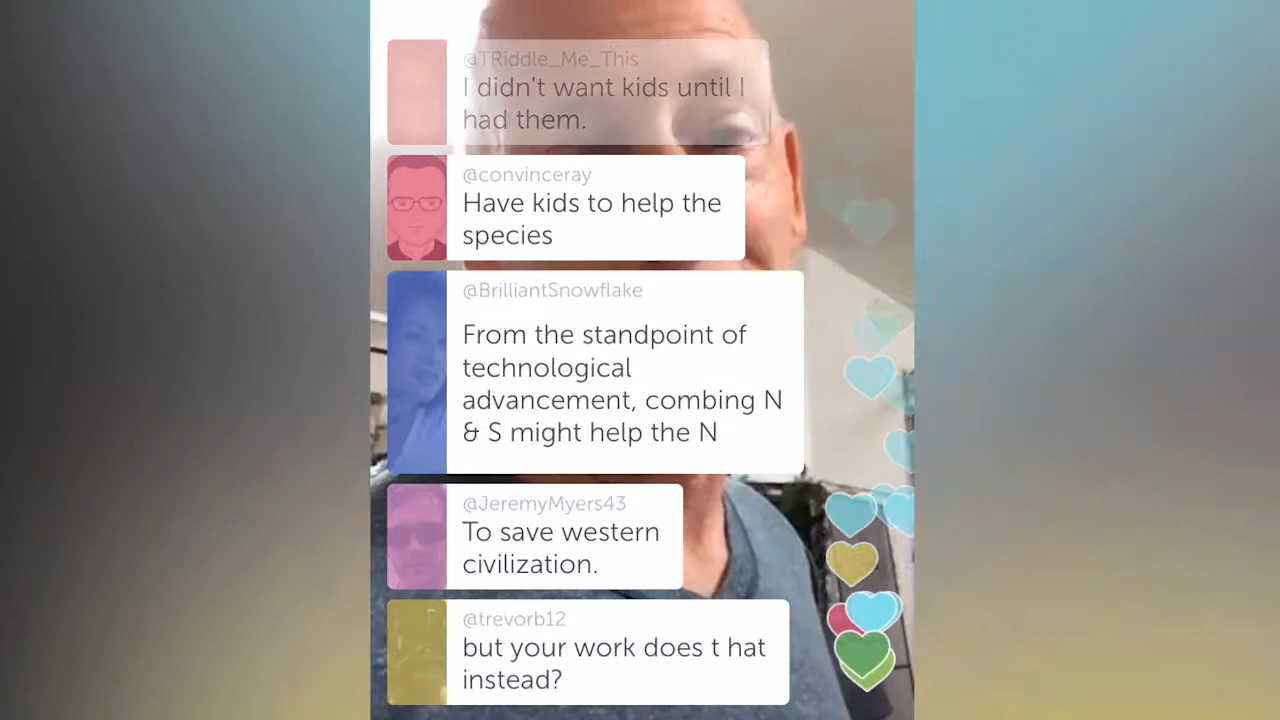 @TRiddle_Me_This
I didn't want kids until I
had them.
@convinceray
Have kids to help the
species
@BrilliantSnowflake
From the standpoint of
technological
advancement, combing N
& S might help the N
@JeremyMyers43
To save western
civilization.
@trevorb12
but your work does t hat
instead?